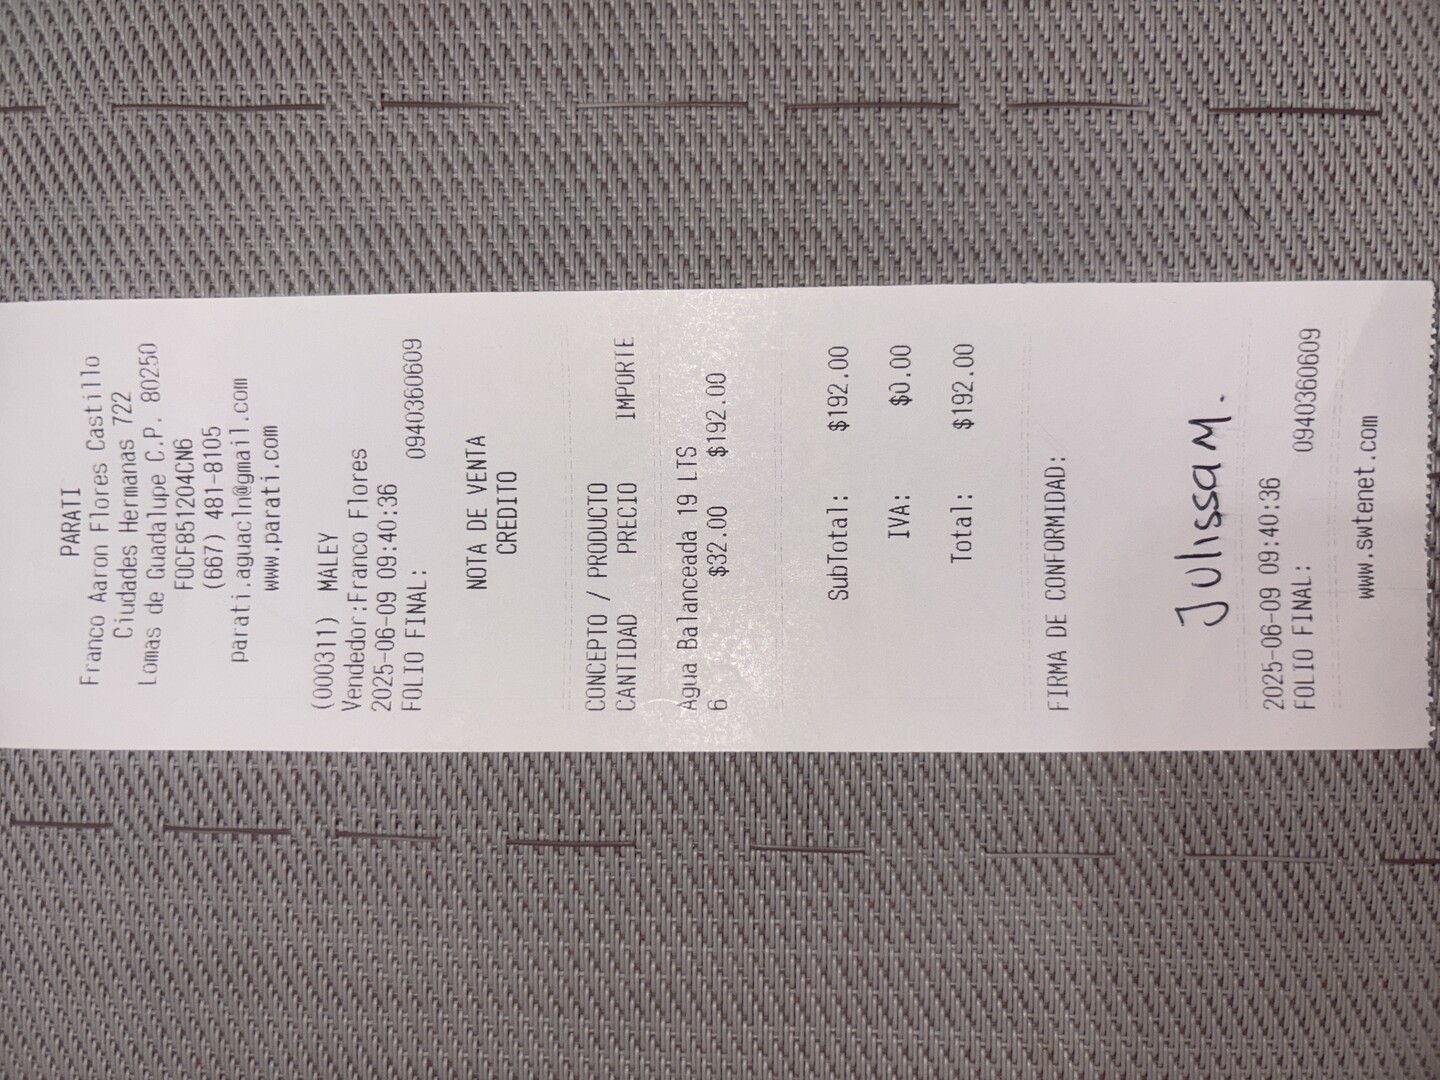 PARATI
Franco Aaron Flores Castillo
Ciudades Hermanas 722
Lomas de Guadalupe C.P. 80250
FOCF851204CN6
(667) 481-8105
parati.aguacln@gmail.com
www.parati.com
(000311) MALEY
Vendedor:Franco Flores
2025-06-09 09:40:36
FOLIO FINAL: 0940360609
NOTA DE VENTA
CREDITO
CONCEPTO / PRODUCTO
CANTIDAD PRECIO IMPORTE
Agua Balanceada 19 LTS
6 $32.00 $192.00
SubTotal: $192.00
IVA: $0.00
Total: $192.00
FIRMA DE CONFORMIDAD:
Julissa M.
2025-06-09 09:40:36
FOLIO FINAL: 0940360609
www.swtenet.com